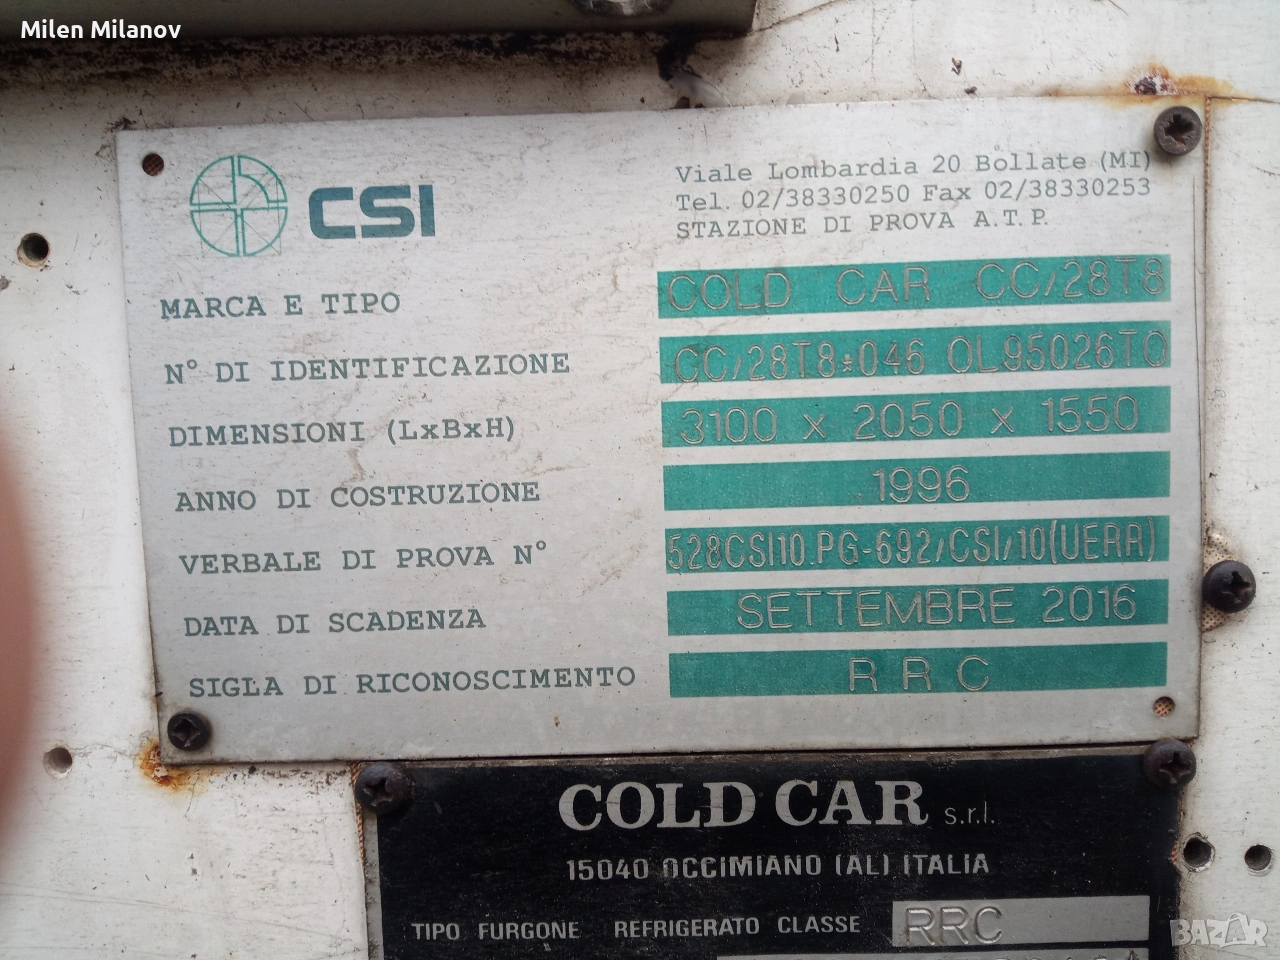 Milen Milanov
CSI
Viale Lombardia 20 Bollate (MI)
Tel. 02/38330250 Fax 02/38330253
STAZIONE DI PROVA A.T.P.
MARCA E TIPO COLD CAR CC/28T8
N° DI IDENTIFICAZIONE CC/28T8*046 OL95026TO
DIMENSIONI (LxBxH) 3100 x 2050 x 1550
ANNO DI COSTRUZIONE 1996
VERBALE DI PROVA N° 528CSI10.PG-692/CSI/10(UERR)
DATA DI SCADENZA SETTEMBRE 2016
SIGLA DI RICONOSCIMENTO RRC
COLD CAR s.r.l.
15040 OCCIMIANO (AL) ITALIA
TIPO FURGONE REFRIGERATO CLASSE RRC
BAZAR